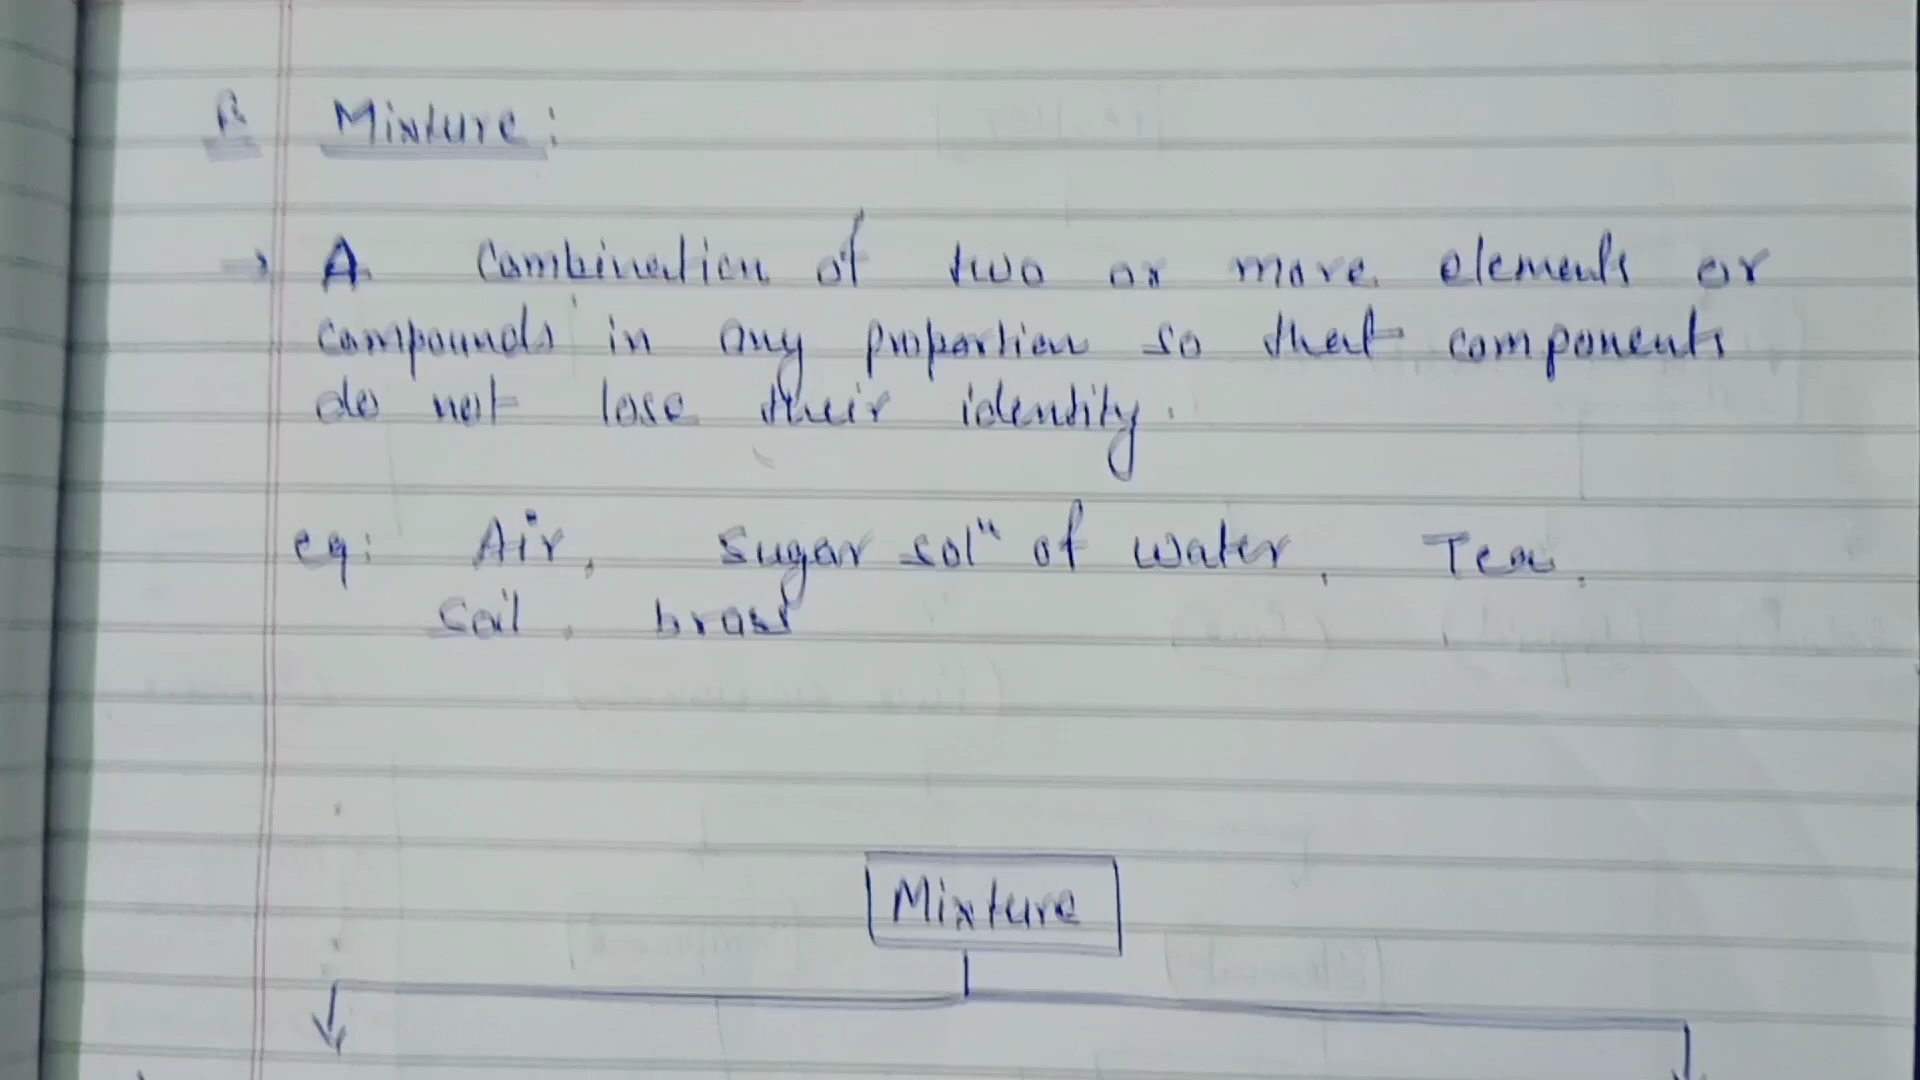 B Mixture:
→ A combination of two or more elements or
compounds in any proportion so that components
do not lose their identity.
eg: Air, Sugar solⁿ of water, Tea,
Soil, brass
Mixture